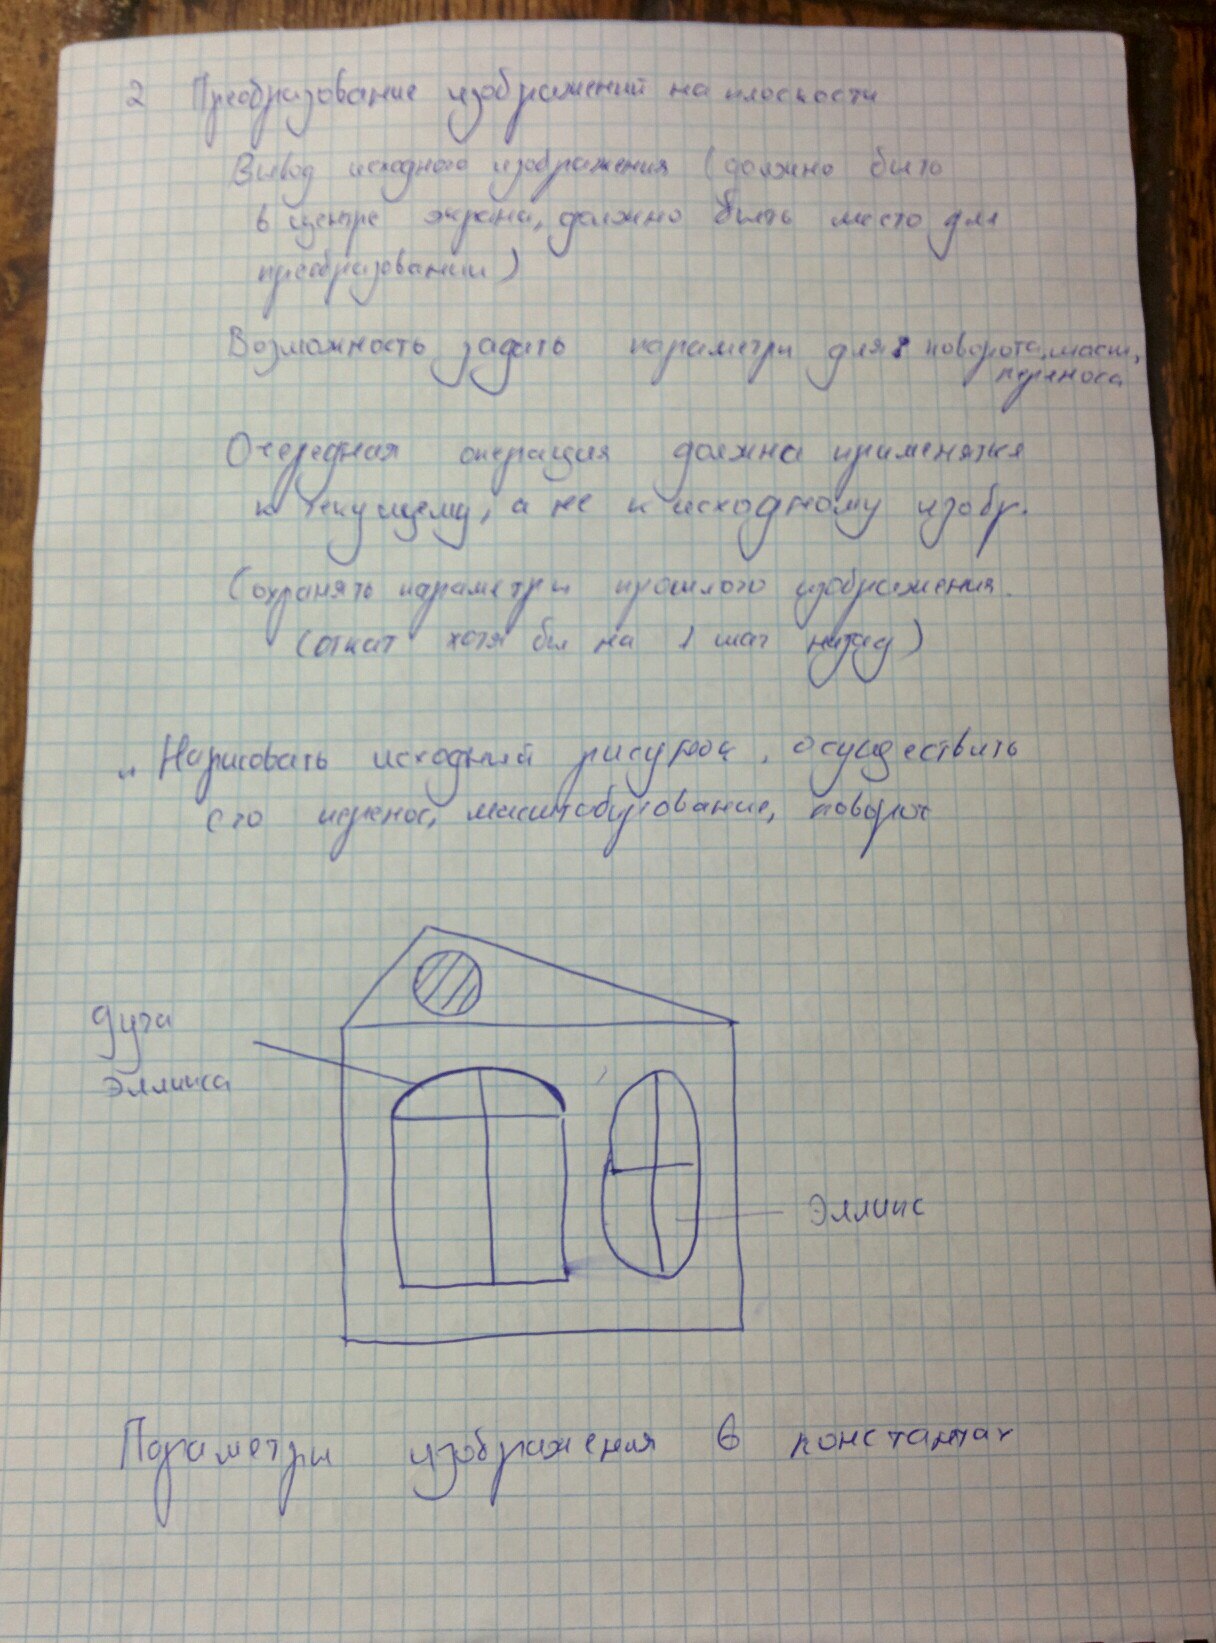 2 Преобразование изображений на плоскости
Вывод исходного изображения (должно быть
в центре экрана, должно быть место для
преобразований)
Возможность задать параметры для поворота, масш,
переноса
Очередная операция должна применяться
к текущему, а не к исходному изобр.
Сохранять параметры прошлого изображения.
(откат хотя бы на 1 шаг назад)
Нарисовать исходный рисунок, осуществить
его перенос, масштабирование, поворот
дуга
эллипса
эллипс
Параметры изображения в константах